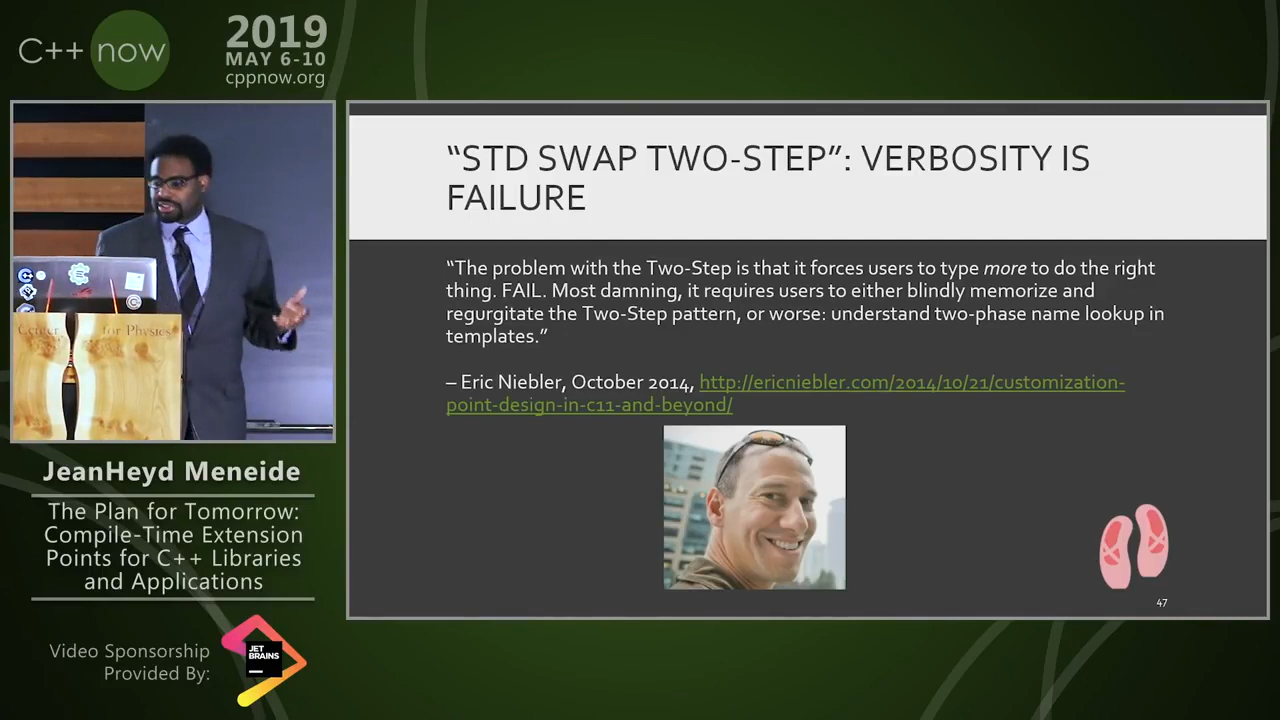 C++ now
2019
MAY 6-10
cppnow.org
“STD SWAP TWO-STEP”: VERBOSITY IS
FAILURE
“The problem with the Two-Step is that it forces users to type more to do the right
thing. FAIL. Most damning, it requires users to either blindly memorize and
regurgitate the Two-Step pattern, or worse: understand two-phase name lookup in
templates.”
– Eric Niebler, October 2014, http://ericniebler.com/2014/10/21/customization-
point-design-in-c11-and-beyond/
47
Center for Physics
JeanHeyd Meneide
The Plan for Tomorrow:
Compile-Time Extension
Points for C++ Libraries
and Applications
Video Sponsorship
Provided By:
JET
BRAINS